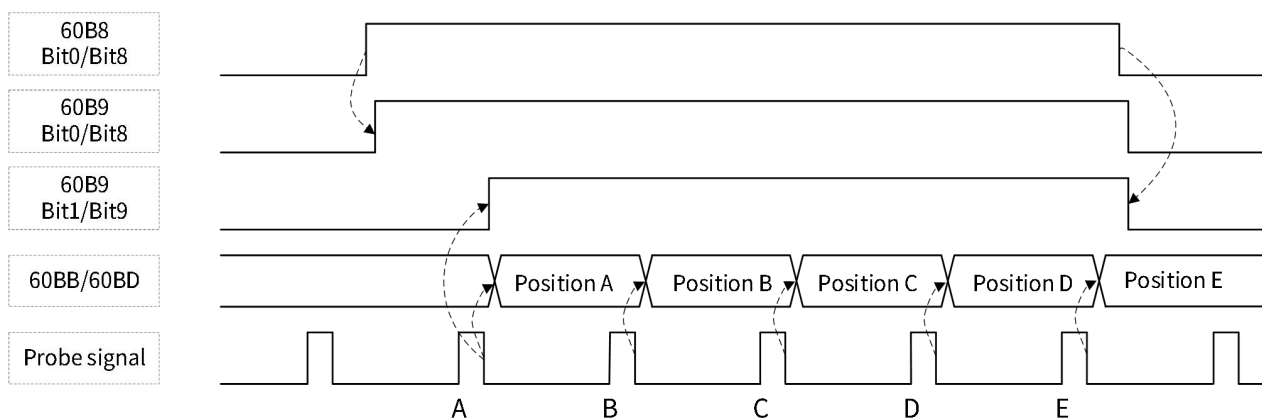 60B8
Bit0/Bit8
60B9
Bit0/Bit8
60B9
Bit1/Bit9
60BB/60BD
Position A
Position B
Position C
Position D
Position E
Probe signal
A
B
C
D
E